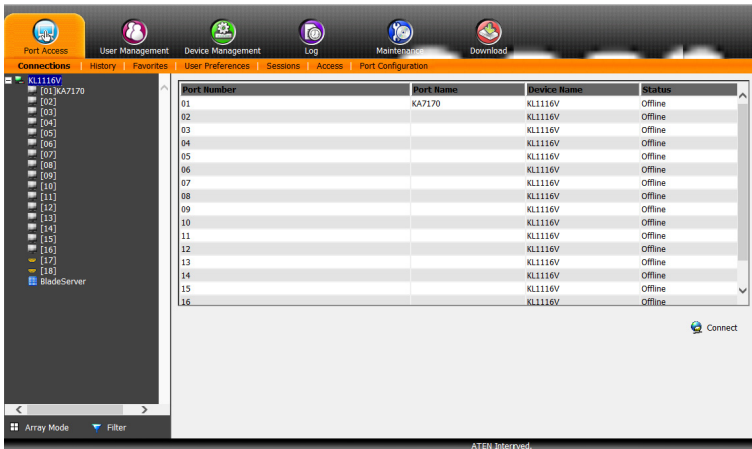 Port Access User Management Device Management Log Maintenance Download
Connections History Favorites User Preferences Sessions Access Port Configuration
KL1116V
[01]KA7170
[02]
[03]
[04]
[05]
[06]
[07]
[08]
[09]
[10]
[11]
[12]
[13]
[14]
[15]
[16]
[17]
[18]
BladeServer
Port Number Port Name Device Name Status
01 KA7170 KL1116V Offline
02 KL1116V Offline
03 KL1116V Offline
04 KL1116V Offline
05 KL1116V Offline
06 KL1116V Offline
07 KL1116V Offline
08 KL1116V Offline
09 KL1116V Offline
10 KL1116V Offline
11 KL1116V Offline
12 KL1116V Offline
13 KL1116V Offline
14 KL1116V Offline
15 KL1116V Offline
16 KL1116V Offline
Connect
Array Mode Filter
ATEN Interrved.